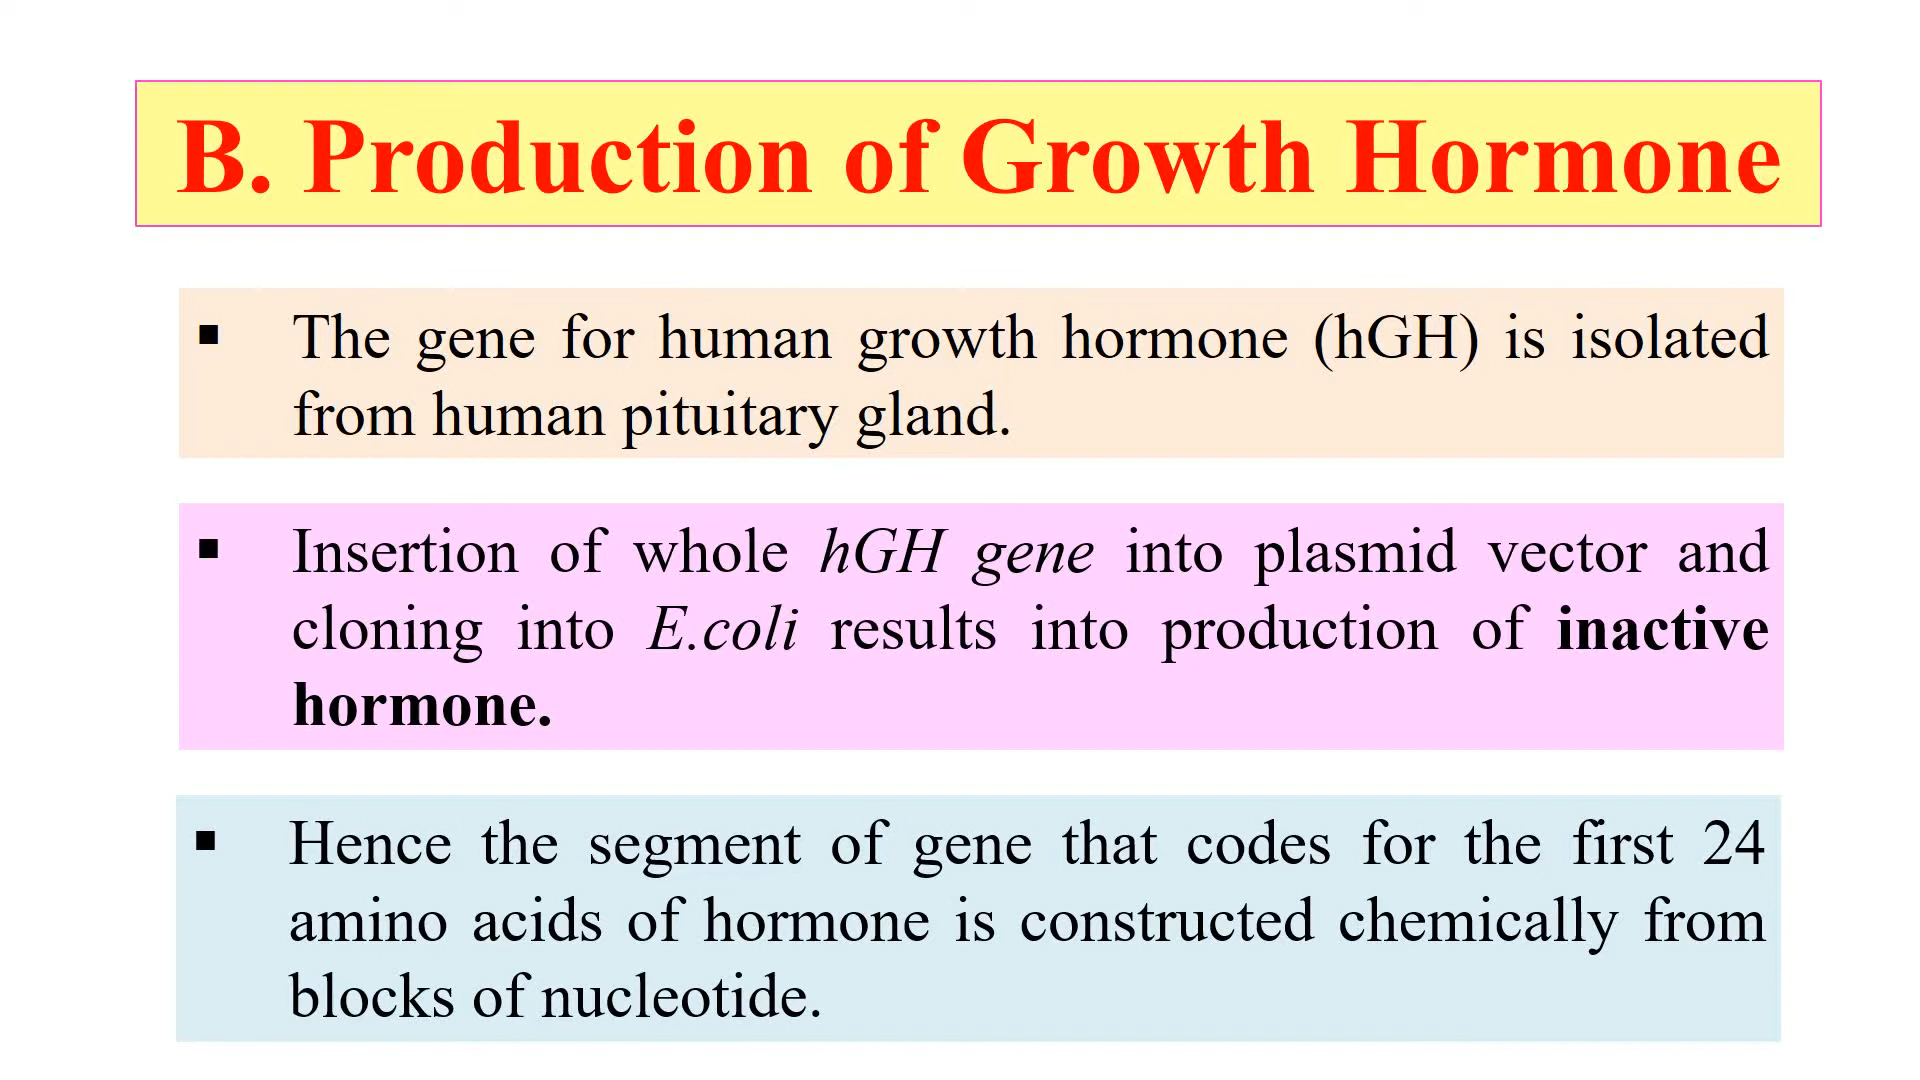 B. Production of Growth Hormone
▪ The gene for human growth hormone (hGH) is isolated
from human pituitary gland.
▪ Insertion of whole hGH gene into plasmid vector and
cloning into E.coli results into production of inactive
hormone.
▪ Hence the segment of gene that codes for the first 24
amino acids of hormone is constructed chemically from
blocks of nucleotide.